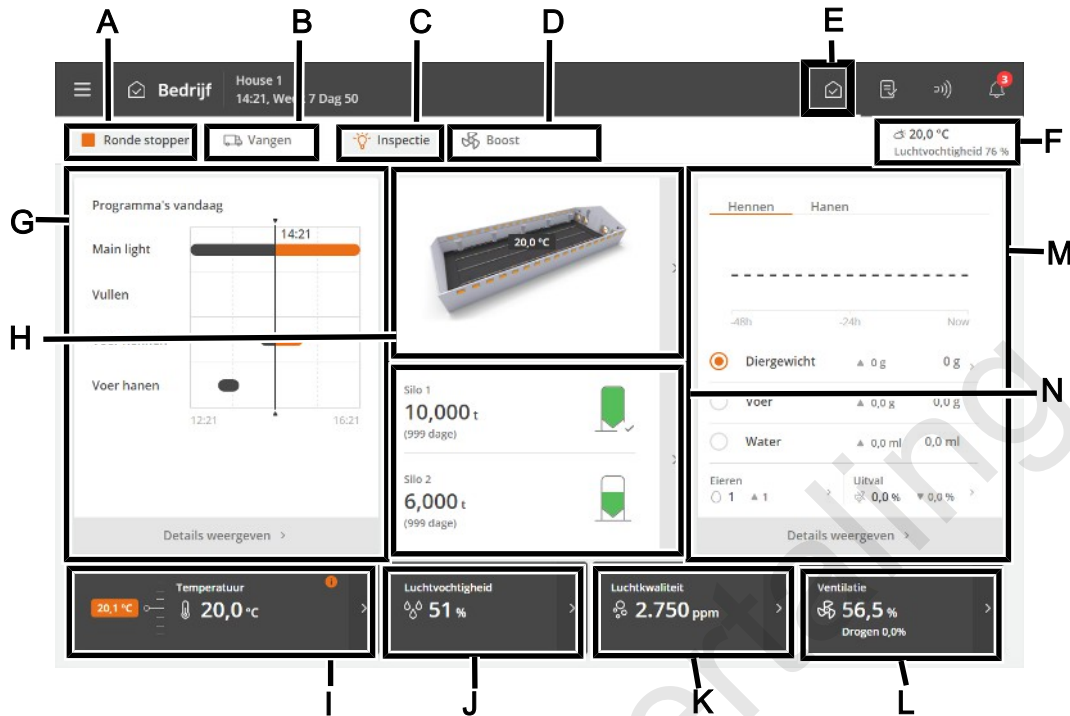 A
B
C
D
E
Bedrijf
House 1
14:21, Week 7 Dag 50
3
Ronde stopper
Vangen
Inspectie
Boost
20,0 °C
Luchtvochtigheid 76 %
F
G
Programma's vandaag
14:21
Main light
Vullen
Voer hanen
12:21
16:21
Details weergeven >
H
20,0 °C
Silo 1
10,000 t
(999 dage)
Silo 2
6,000 t
(999 dage)
Hennen
Hanen
-48h
-24h
Now
Diergewicht
▲ 0 g
0 g
Voer
▲ 0,0 g
0,0 g
Water
▲ 0,0 ml
0,0 ml
Eieren
1 ▲ 1
Uitval
0,0 % ▼ 0,0 %
Details weergeven >
M
N
20,1 °C
Temperatuur
20,0 °C
i
Luchtvochtigheid
51 %
Luchtkwaliteit
2.750 ppm
Ventilatie
56,5 %
Drogen 0,0%
I
J
K
L
ertaling